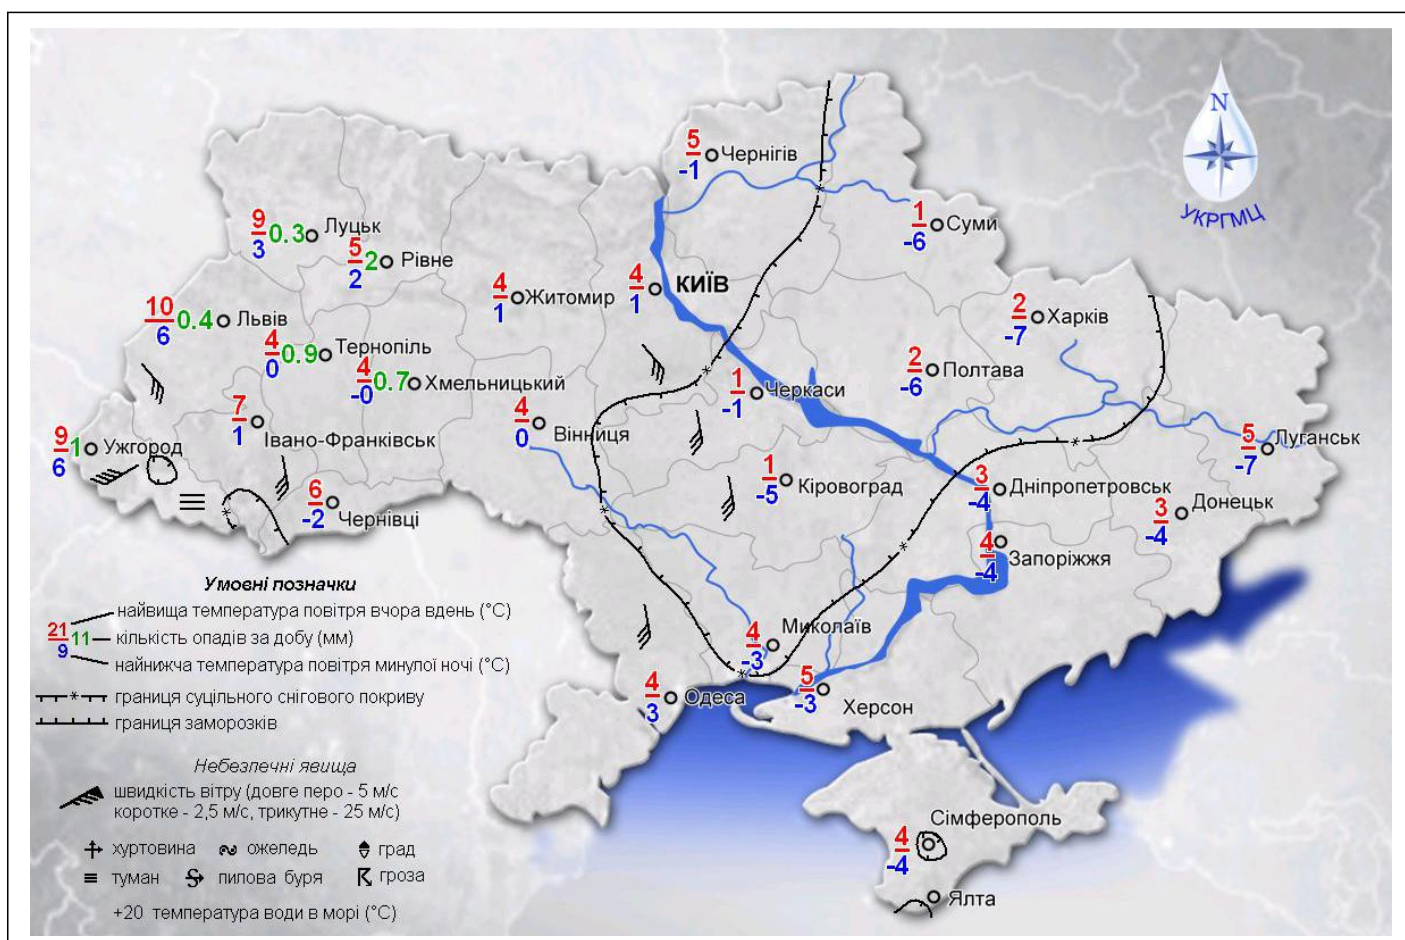 N
УКРГМЦ
5
-1
Чернігів
1
-6
Суми
9
3
0.3
Луцьк
5
2
2
Рівне
4
1
Житомир
4
1
КИЇВ
2
-7
Харків
10
6
0.4
Львів
4
0
0.9
Тернопіль
4
-0
0.7
Хмельницький
2
-6
Полтава
1
-1
Черкаси
7
1
Івано-Франківськ
4
0
Вінниця
9
6
1
Ужгород
5
-7
Луганськ
1
-5
Кіровоград
3
-4
Дніпропетровськ
3
-4
Донецьк
6
-2
Чернівці
4
-4
Запоріжжя
4
-3
Миколаїв
4
3
Одеса
5
-3
Херсон
4
-4
Сімферополь
Ялта
Умовні позначки
найвища температура повітря вчора вдень (°C)
21
9
11
кількість опадів за добу (мм)
найникча температура повітря минулої ночі (°C)
границя суцільного снігового покриву
границя заморозків
Небезпечні явища
швидкість вітру (довге перо - 5 м/с
коротке - 2,5 м/с, трикутне - 25 м/с)
хуртовина ожеледь град
туман пилова буря гроза
+20 температура води в морі (°C)